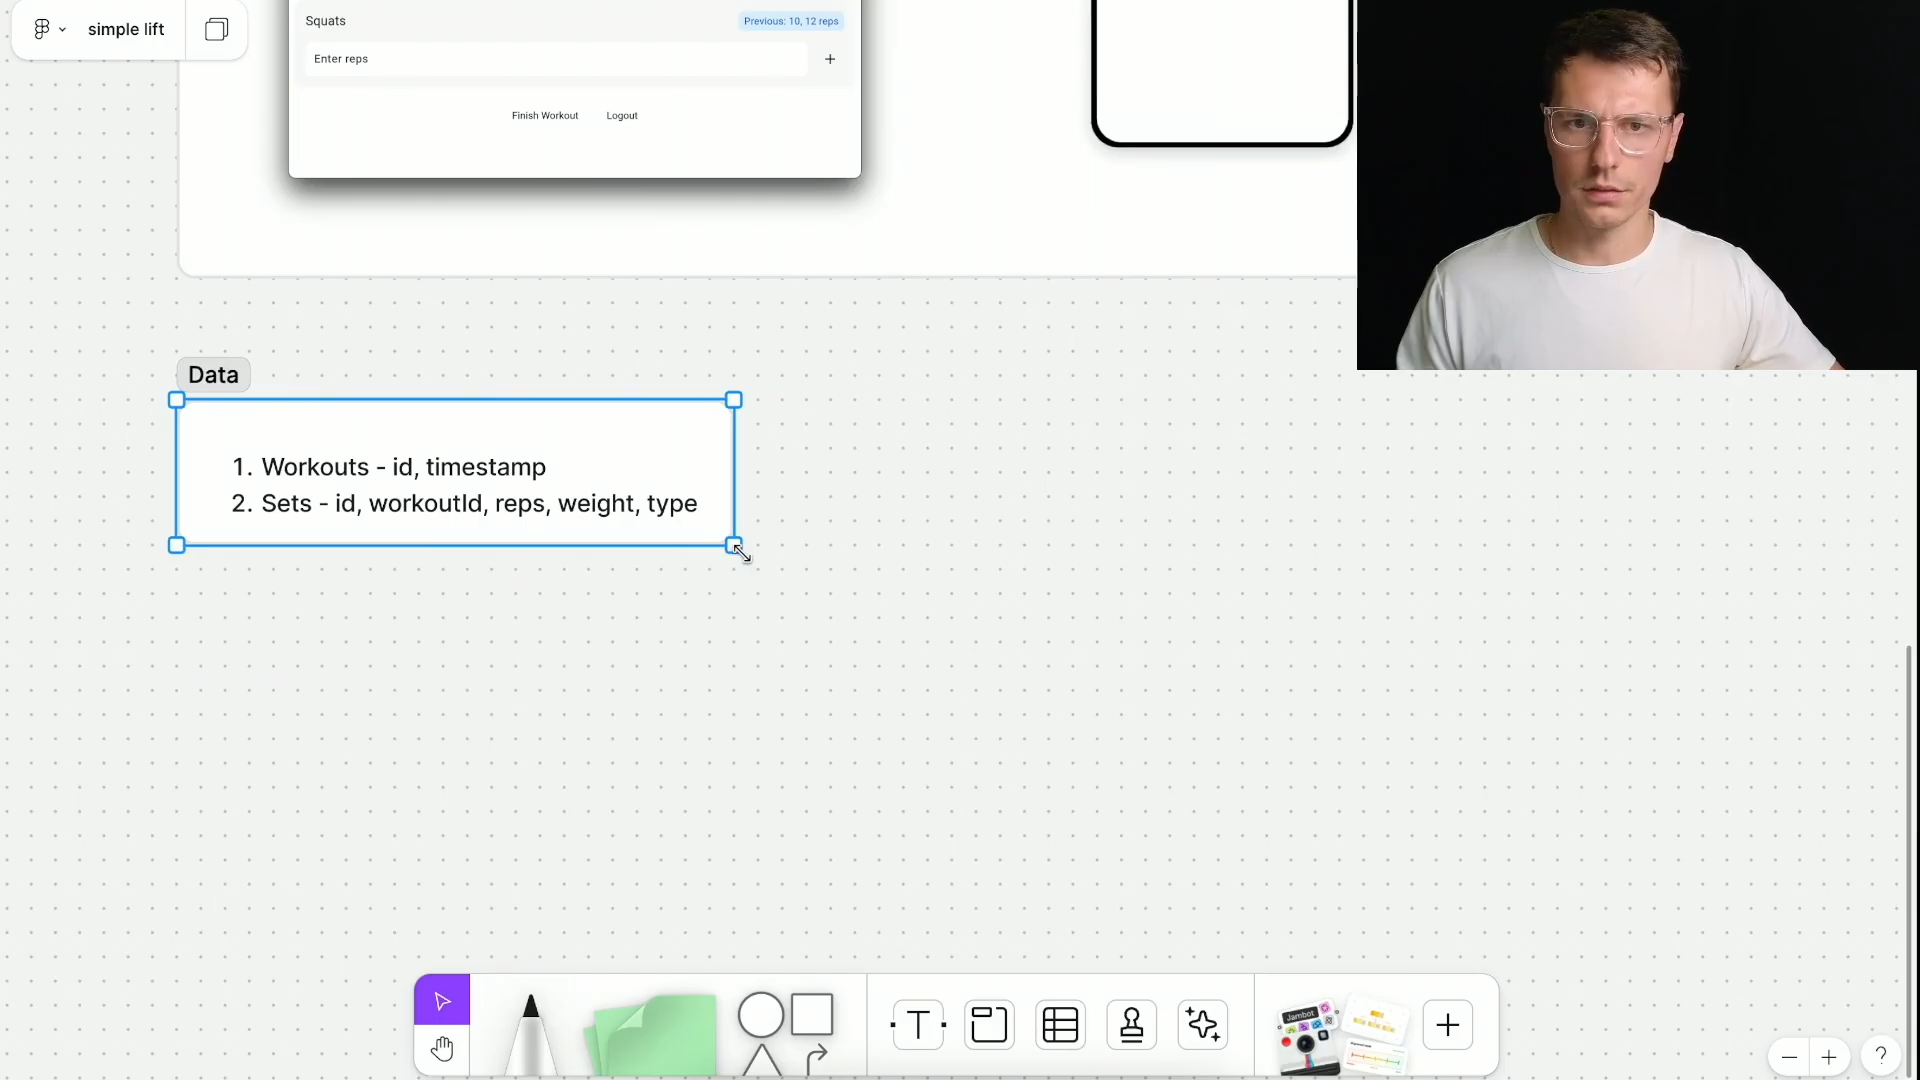 simple lift
Squats
Previous: 10, 12 reps
Enter reps
+
Finish Workout
Logout
Data
1. Workouts - id, timestamp
2. Sets - id, workoutId, reps, weight, type
T
Jambot
?